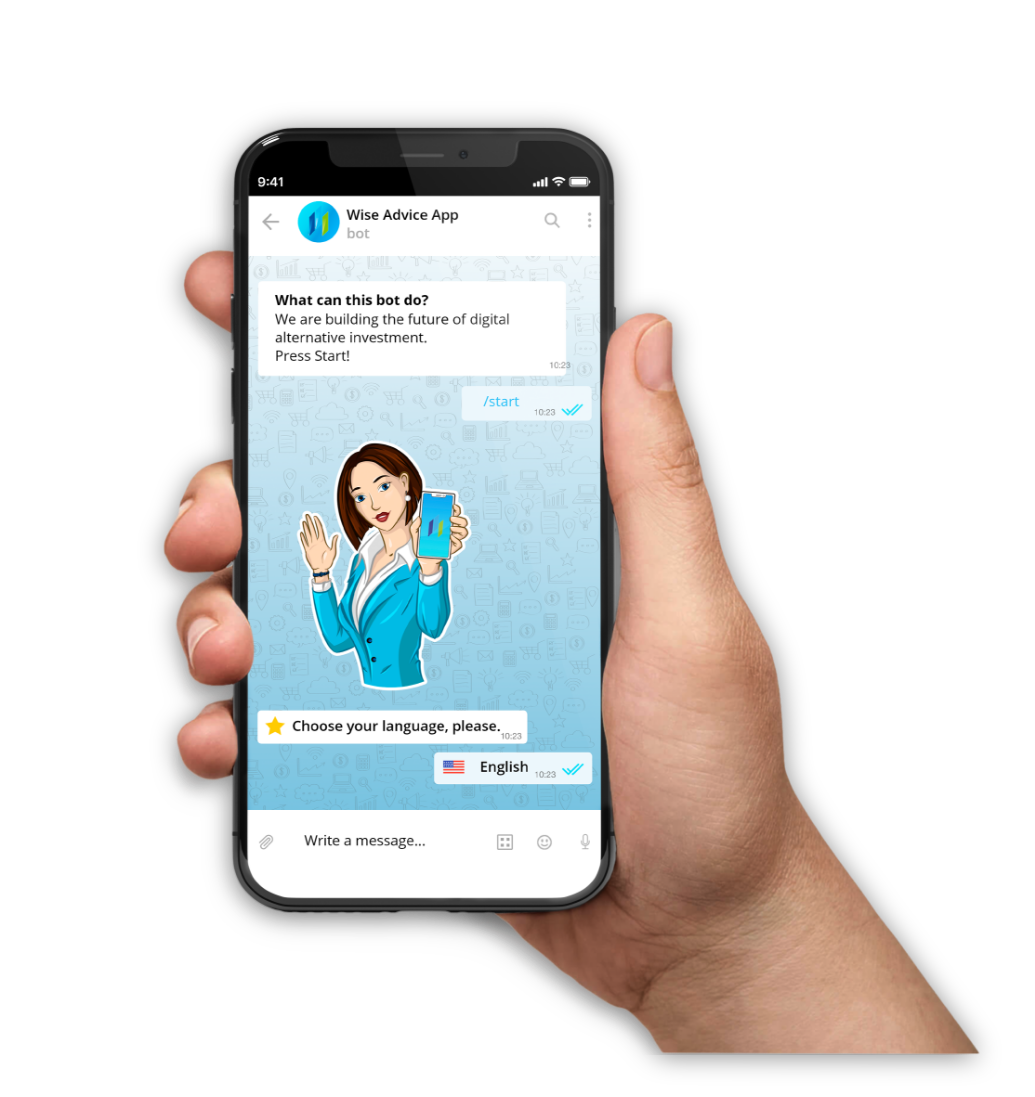 9:41
Wise Advice App
bot
What can this bot do?
We are building the future of digital
alternative investment.
Press Start!
10:23
/start
10:23
Choose your language, please.
10:23
English
10:23
Write a message...